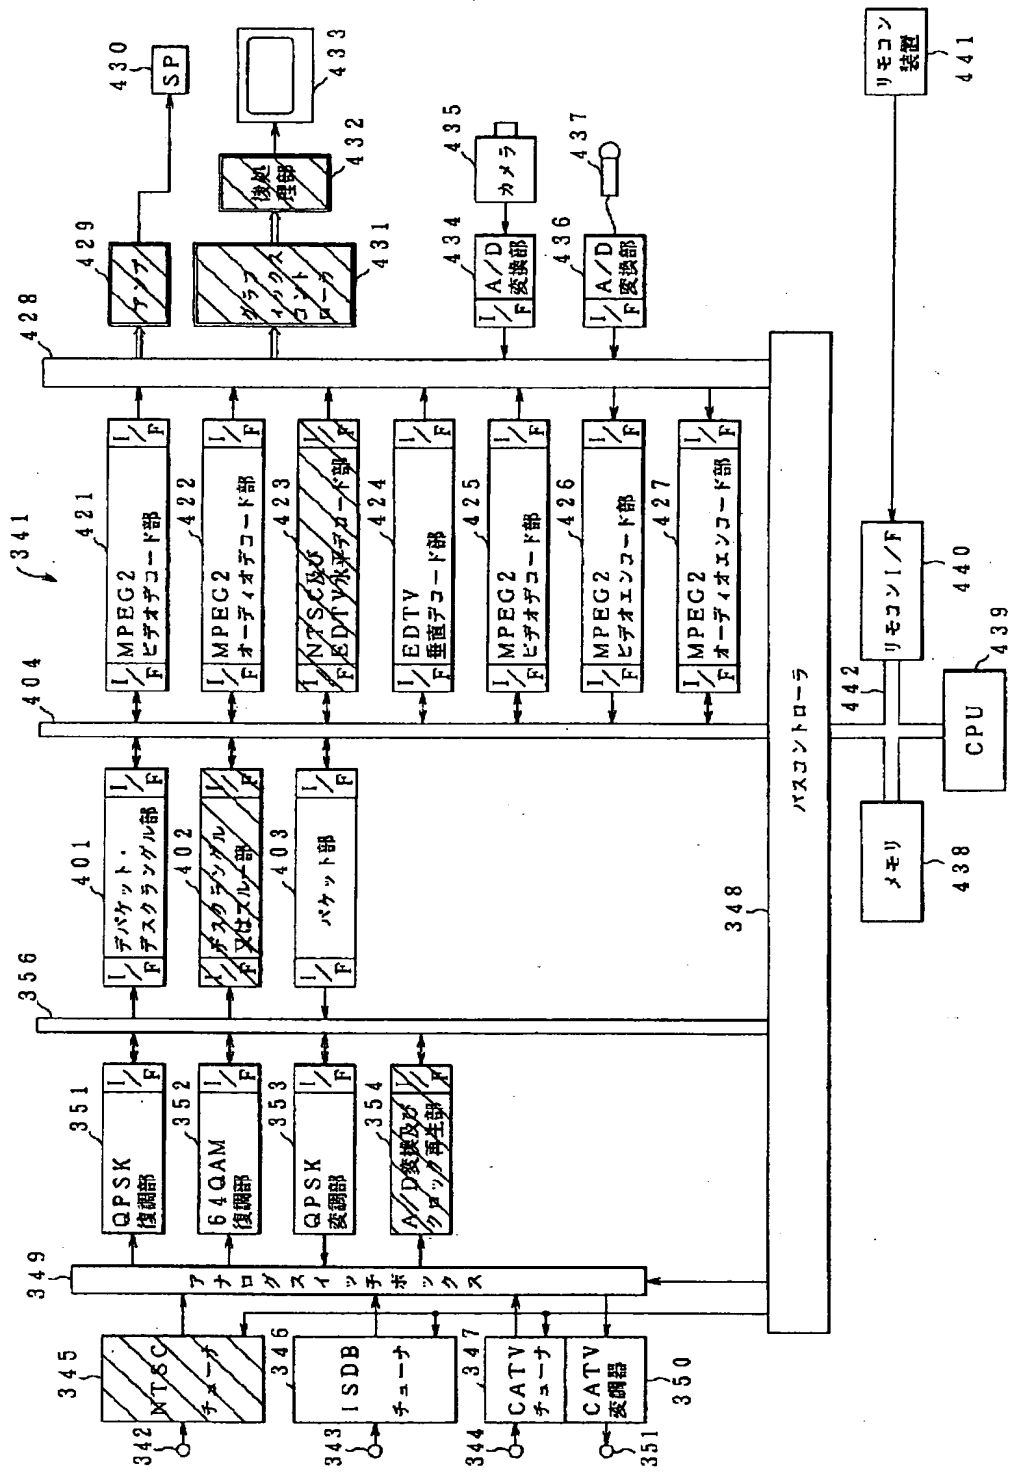 341
342
345
NTSC
チューナ
343
346
ISDB
チューナ
344
347
CATV
チューナ
CATV
変調器
350
351
349
アナログスイッチボックス
351
QPSK
復調部
I/F
352
64QAM
復調部
I/F
353
QPSK
変調部
I/F
354
A/D変換及び
クロック再生部
I/F
356
401
I/F
デパケット・
デスクランブル部
I/F
402
I/F
デスクランブル
又はスルー部
I/F
403
I/F
パケット部
I/F
404
421
I/F
MPEG2
ビデオデコード部
I/F
422
I/F
MPEG2
オーディオデコード部
I/F
423
I/F
NTSC及び
EDTV水平デコード部
I/F
424
I/F
EDTV
垂直デコード部
I/F
425
I/F
MPEG2
ビデオデコード部
I/F
426
I/F
MPEG2
ビデオエンコード部
I/F
427
I/F
MPEG2
オーディオエンコード部
I/F
428
429
アンプ
430
SP
431
グラフ
ィックス
コント
ローラ
432
後処
理部
433
434
I/F
A/D
変換部
435
カメラ
436
I/F
A/D
変換部
437
348
バスコントローラ
438
メモリ
442
CPU
439
リモコンI/F
440
リモコン
装置
441